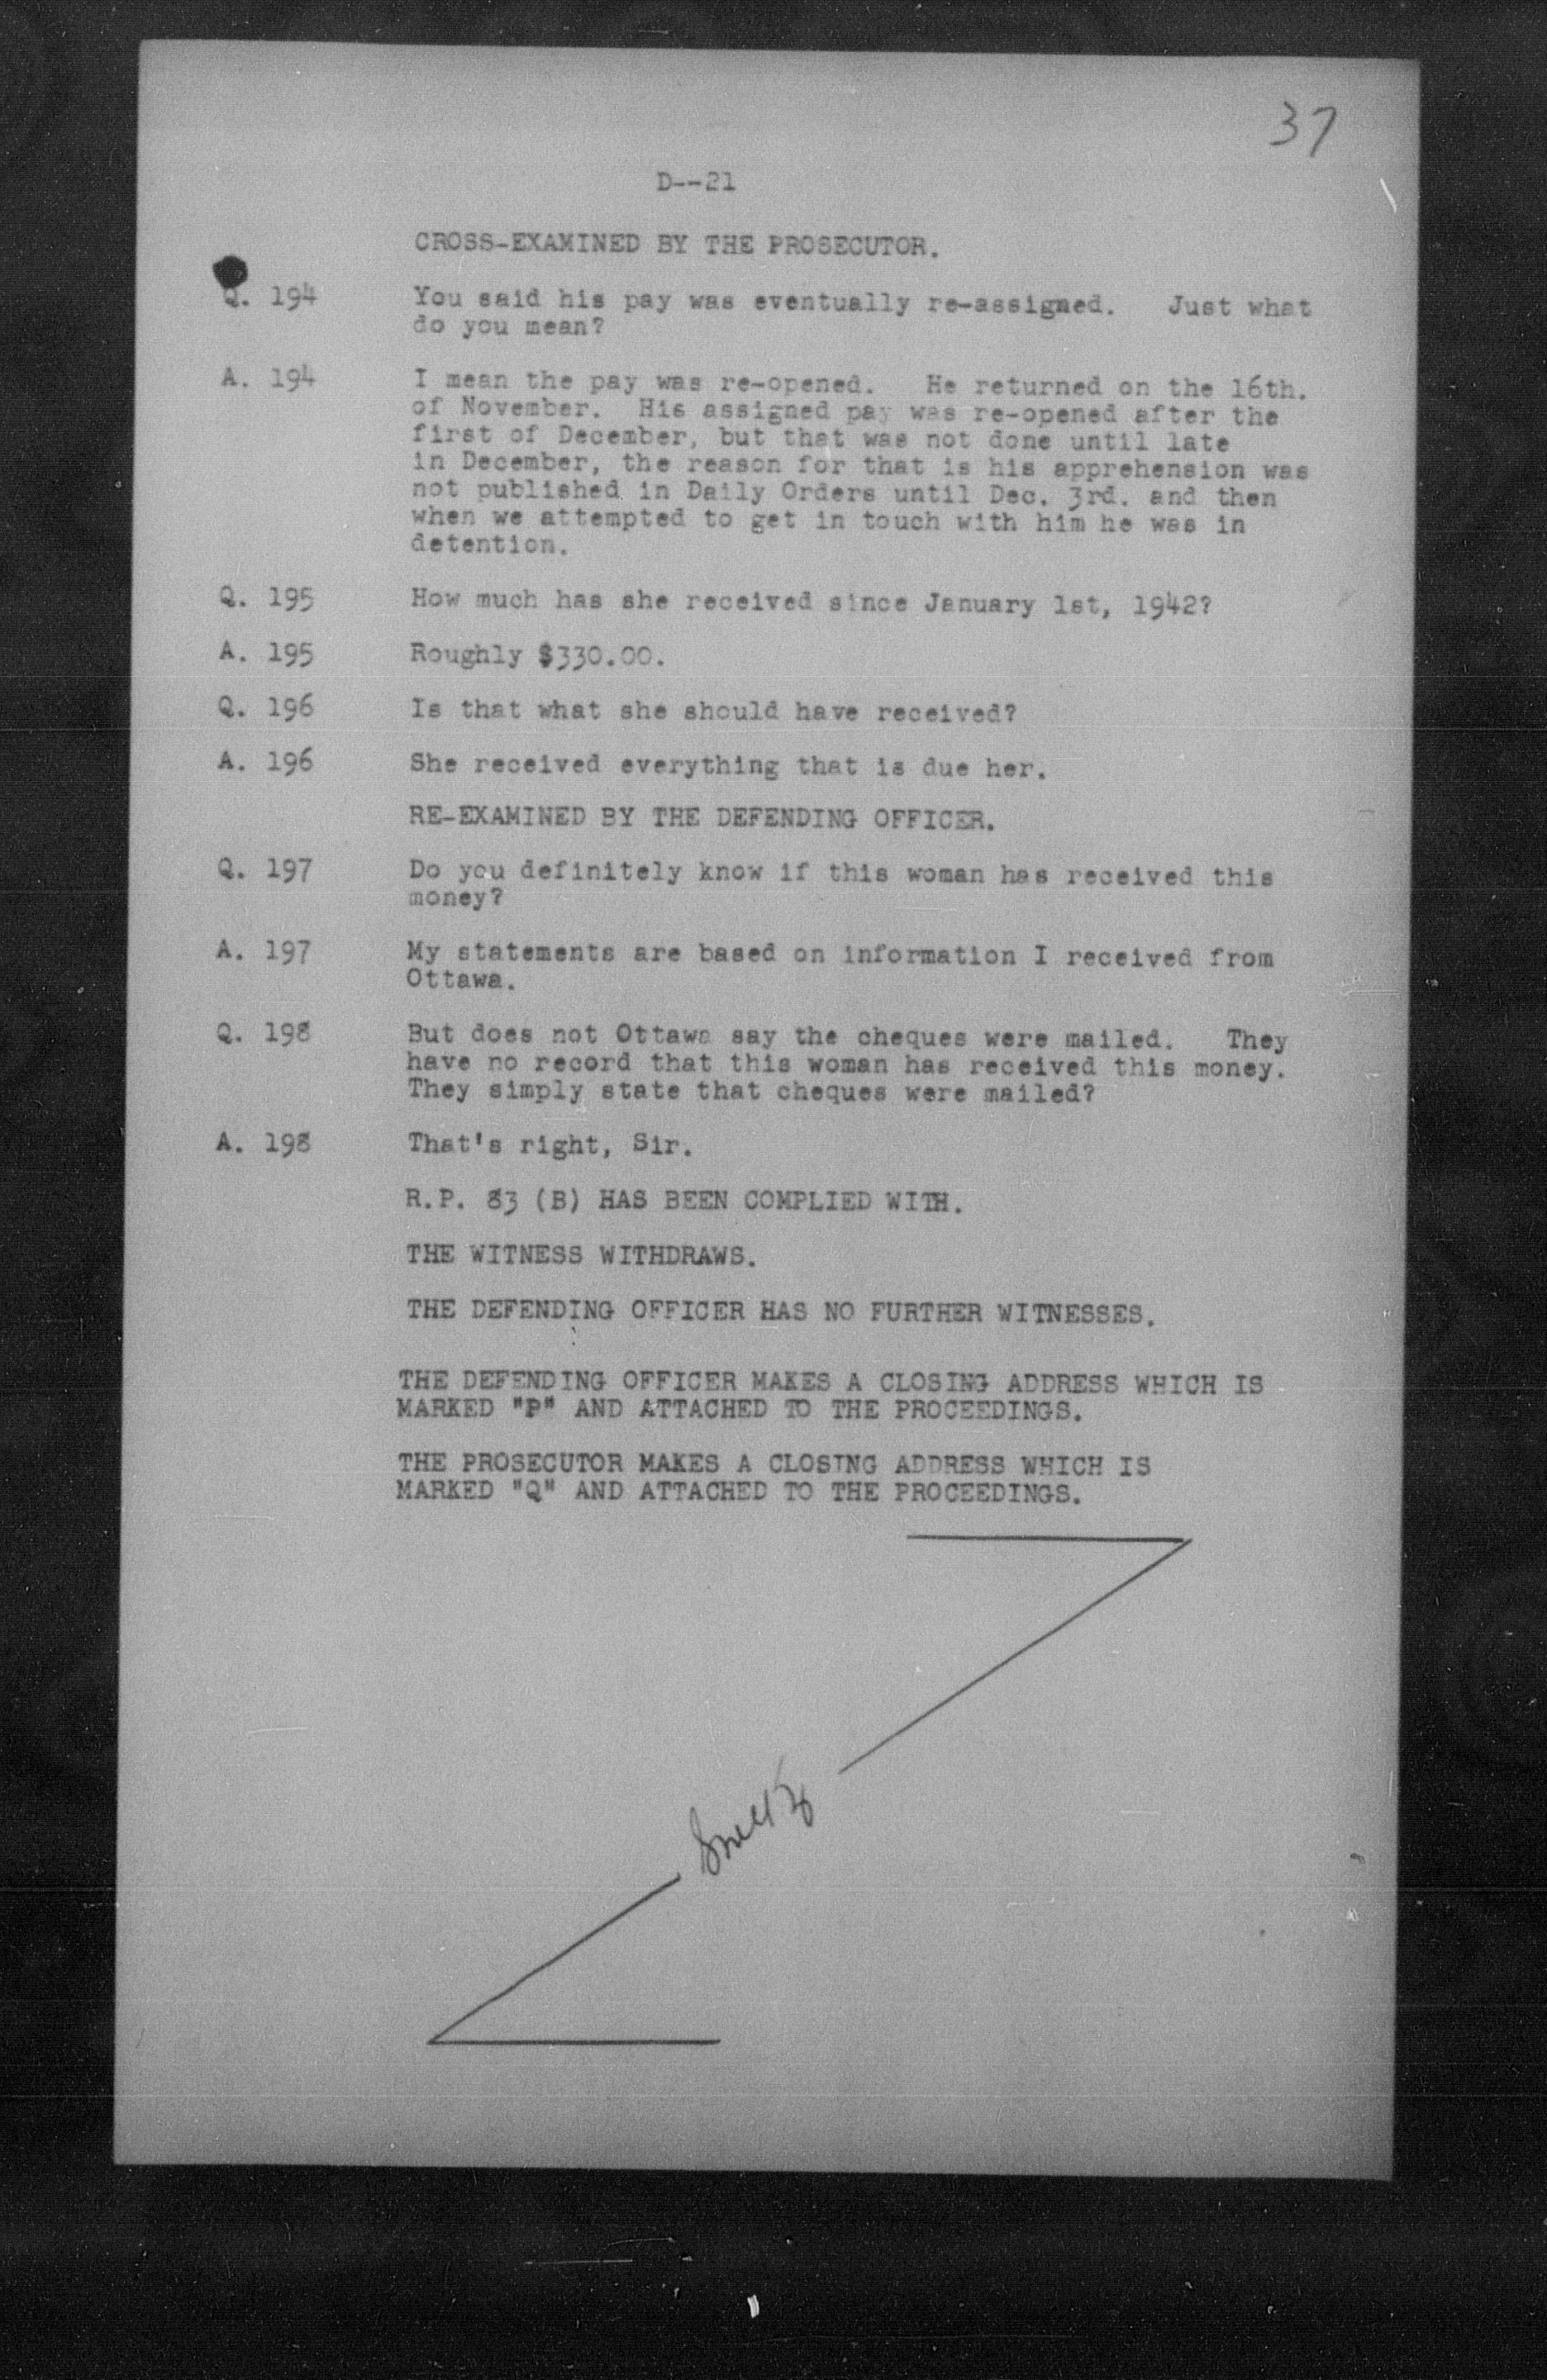 37
D--21
CROSS-EXAMINED BY THE PROSECUTOR.
Q. 194 You said his pay was eventually re-assigned. Just what
do you mean?
A. 194 I mean the pay was re-opened. He returned on the 16th.
of November. His assigned pay was re-opened after the
first of December, but that was not done until late
in December, the reason for that is his apprehension was
not published in Daily Orders until Dec. 3rd. and then
when we attempted to get in touch with him he was in
detention.
Q. 195 How much has she received since January 1st, 1942?
A. 195 Roughly $330.00.
Q. 196 Is that what she should have received?
A. 196 She received everything that is due her.
RE-EXAMINED BY THE DEFENDING OFFICER.
Q. 197 Do you definitely know if this woman has received this
money?
A. 197 My statements are based on information I received from
Ottawa.
Q. 198 But does not Ottawa say the cheques were mailed. They
have no record that this woman has received this money.
They simply state that cheques were mailed?
A. 198 That's right, Sir.
R.P. 83 (B) HAS BEEN COMPLIED WITH.
THE WITNESS WITHDRAWS.
THE DEFENDING OFFICER HAS NO FURTHER WITNESSES.
THE DEFENDING OFFICER MAKES A CLOSING ADDRESS WHICH IS
MARKED "P" AND ATTACHED TO THE PROCEEDINGS.
THE PROSECUTOR MAKES A CLOSING ADDRESS WHICH IS
MARKED "Q" AND ATTACHED TO THE PROCEEDINGS.